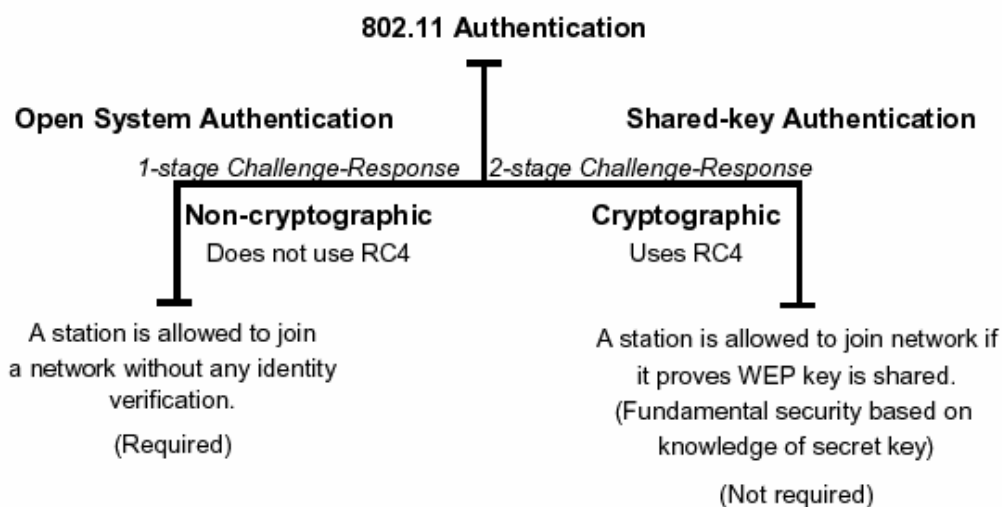 802.11 Authentication
Open System Authentication
Shared-key Authentication
1-stage Challenge-Response
2-stage Challenge-Response
Non-cryptographic
Does not use RC4
Cryptographic
Uses RC4
A station is allowed to join
a network without any identity
verification.
(Required)
A station is allowed to join network if
it proves WEP key is shared.
(Fundamental security based on
knowledge of secret key)
(Not required)